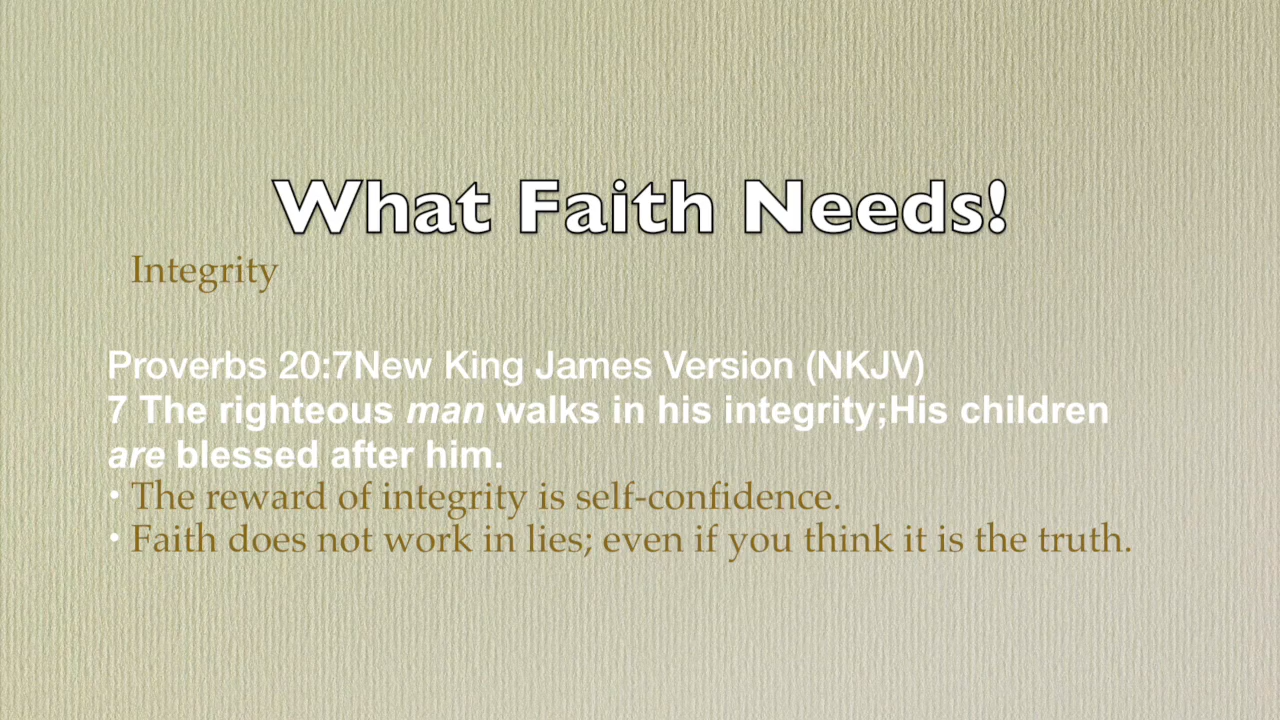 What Faith Needs!
Integrity
Proverbs 20:7New King James Version (NKJV)
7 The righteous man walks in his integrity;His children
are blessed after him.
• The reward of integrity is self-confidence.
• Faith does not work in lies; even if you think it is the truth.